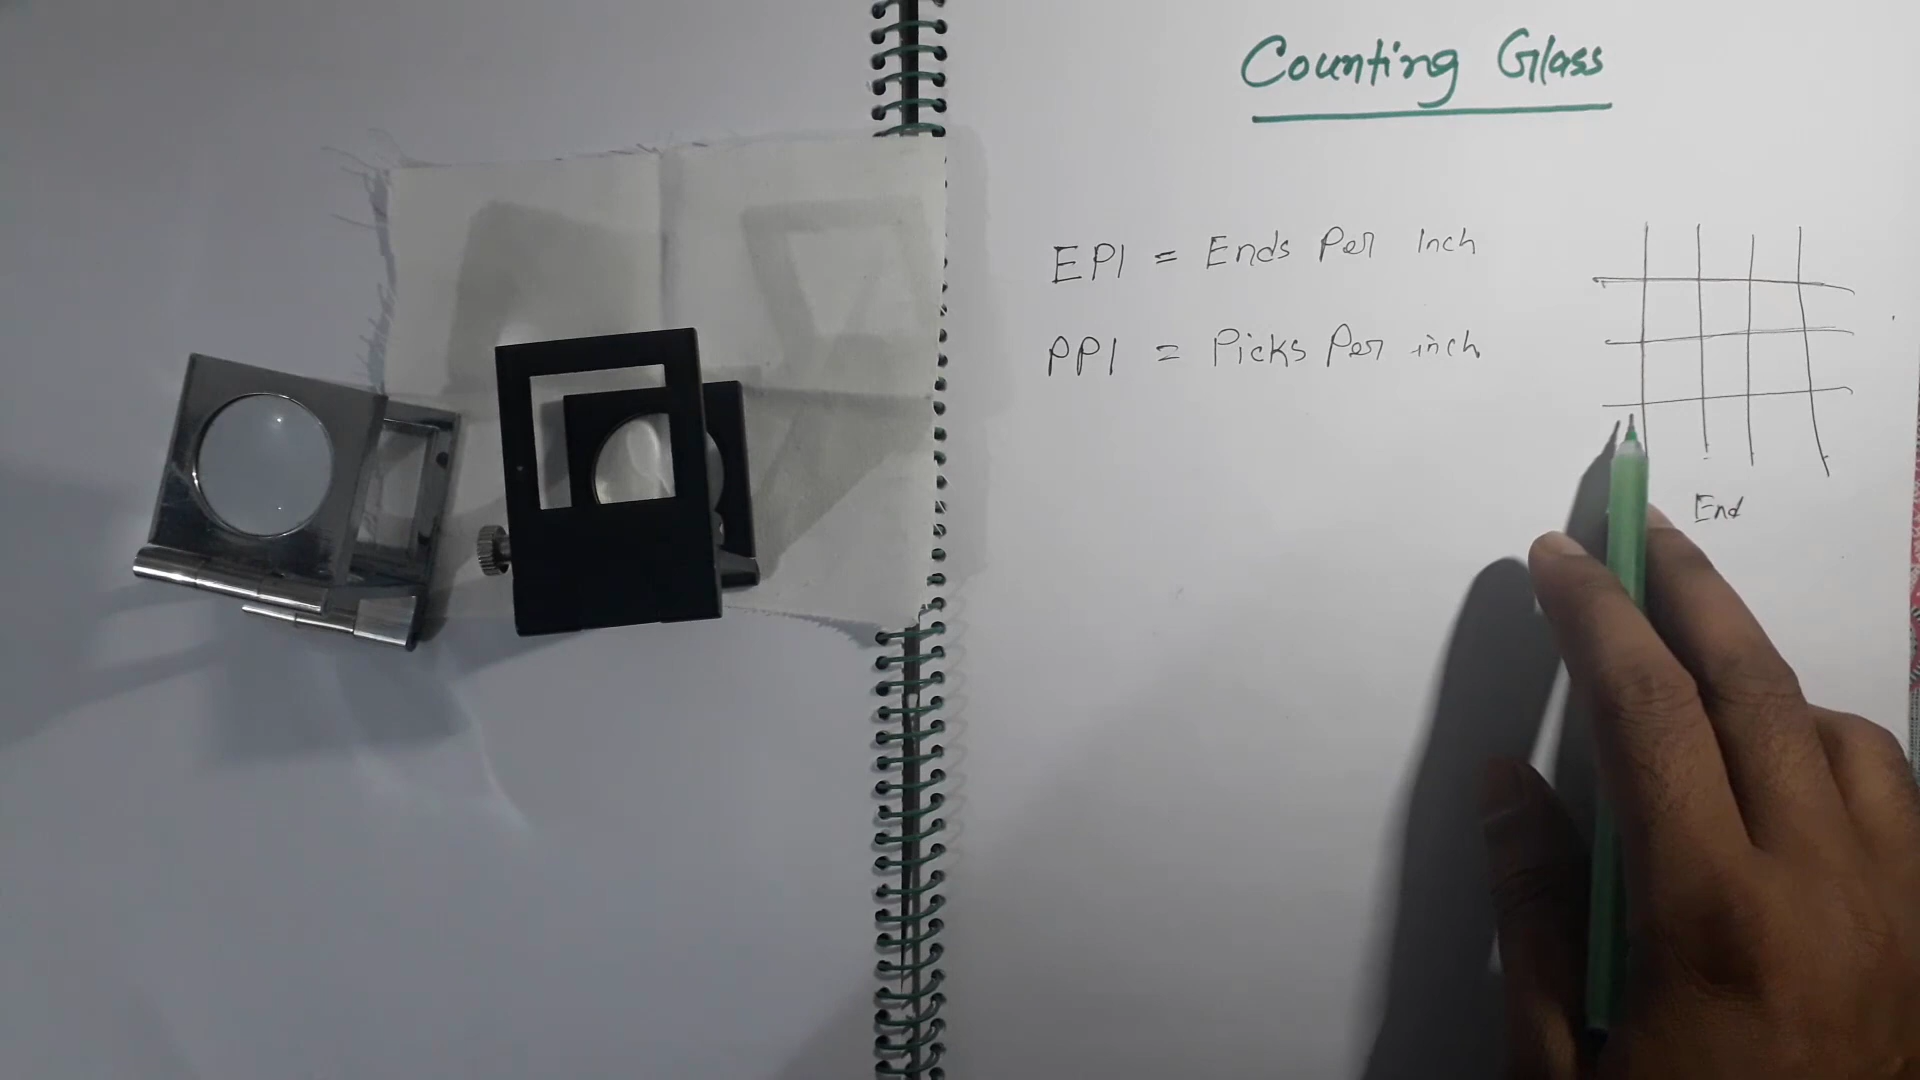 Counting Glass
EPI = Ends Per Inch
PPI = Picks Per inch
End